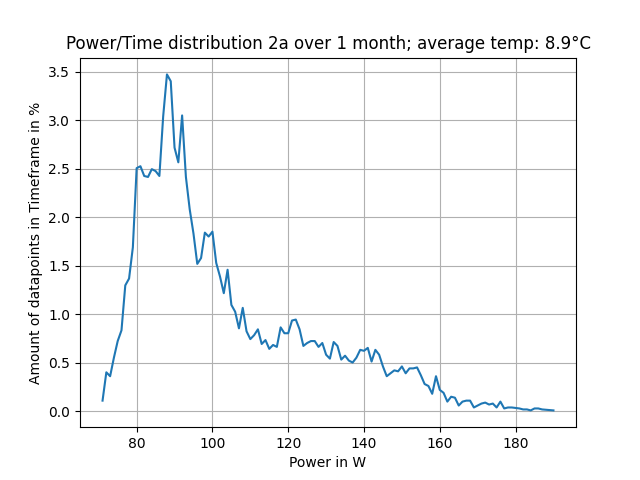 Power/Time distribution 2a over 1 month; average temp: 8.9°C
Amount of datapoints in Timeframe in %
3.5
3.0
2.5
2.0
1.5
1.0
0.5
0.0
80 100 120 140 160 180
Power in W